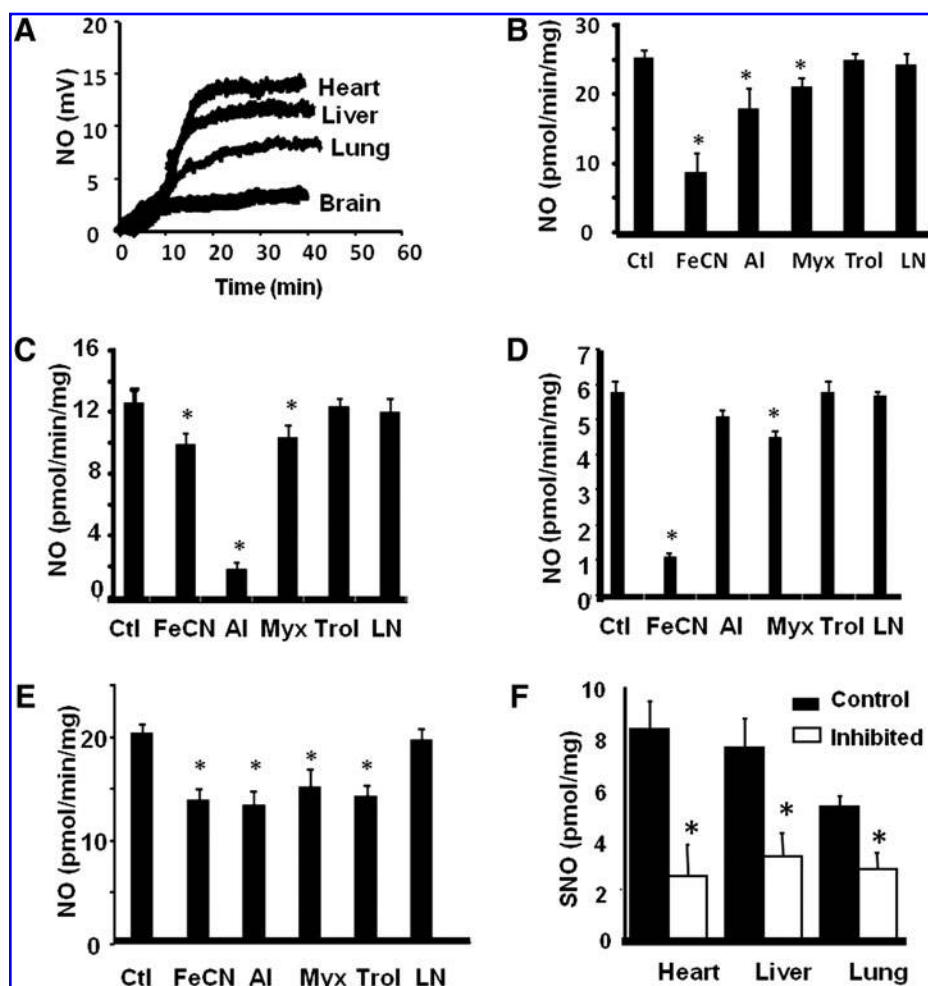 A
NO (mV)
20
15
10
5
0
Heart
Liver
Lung
Brain
0 10 20 30 40 50 60
Time (min)
B
NO (pmol/min/mg)
30
20
10
0
*
*
*
Ctl FeCN Al Myx Trol LN
C
NO (pmol/min/mg)
16
12
8
4
0
*
*
*
Ctl FeCN Al Myx Trol LN
D
NO (pmol/min/mg)
7
6
5
4
3
2
1
0
*
*
Ctl FeCN Al Myx Trol LN
E
NO (pmol/min/mg)
20
10
0
* * * *
Ctl FeCN Al Myx Trol LN
F
SNO (pmol/mg)
10
8
6
4
2
0
Control
Inhibited
* * *
Heart Liver Lung